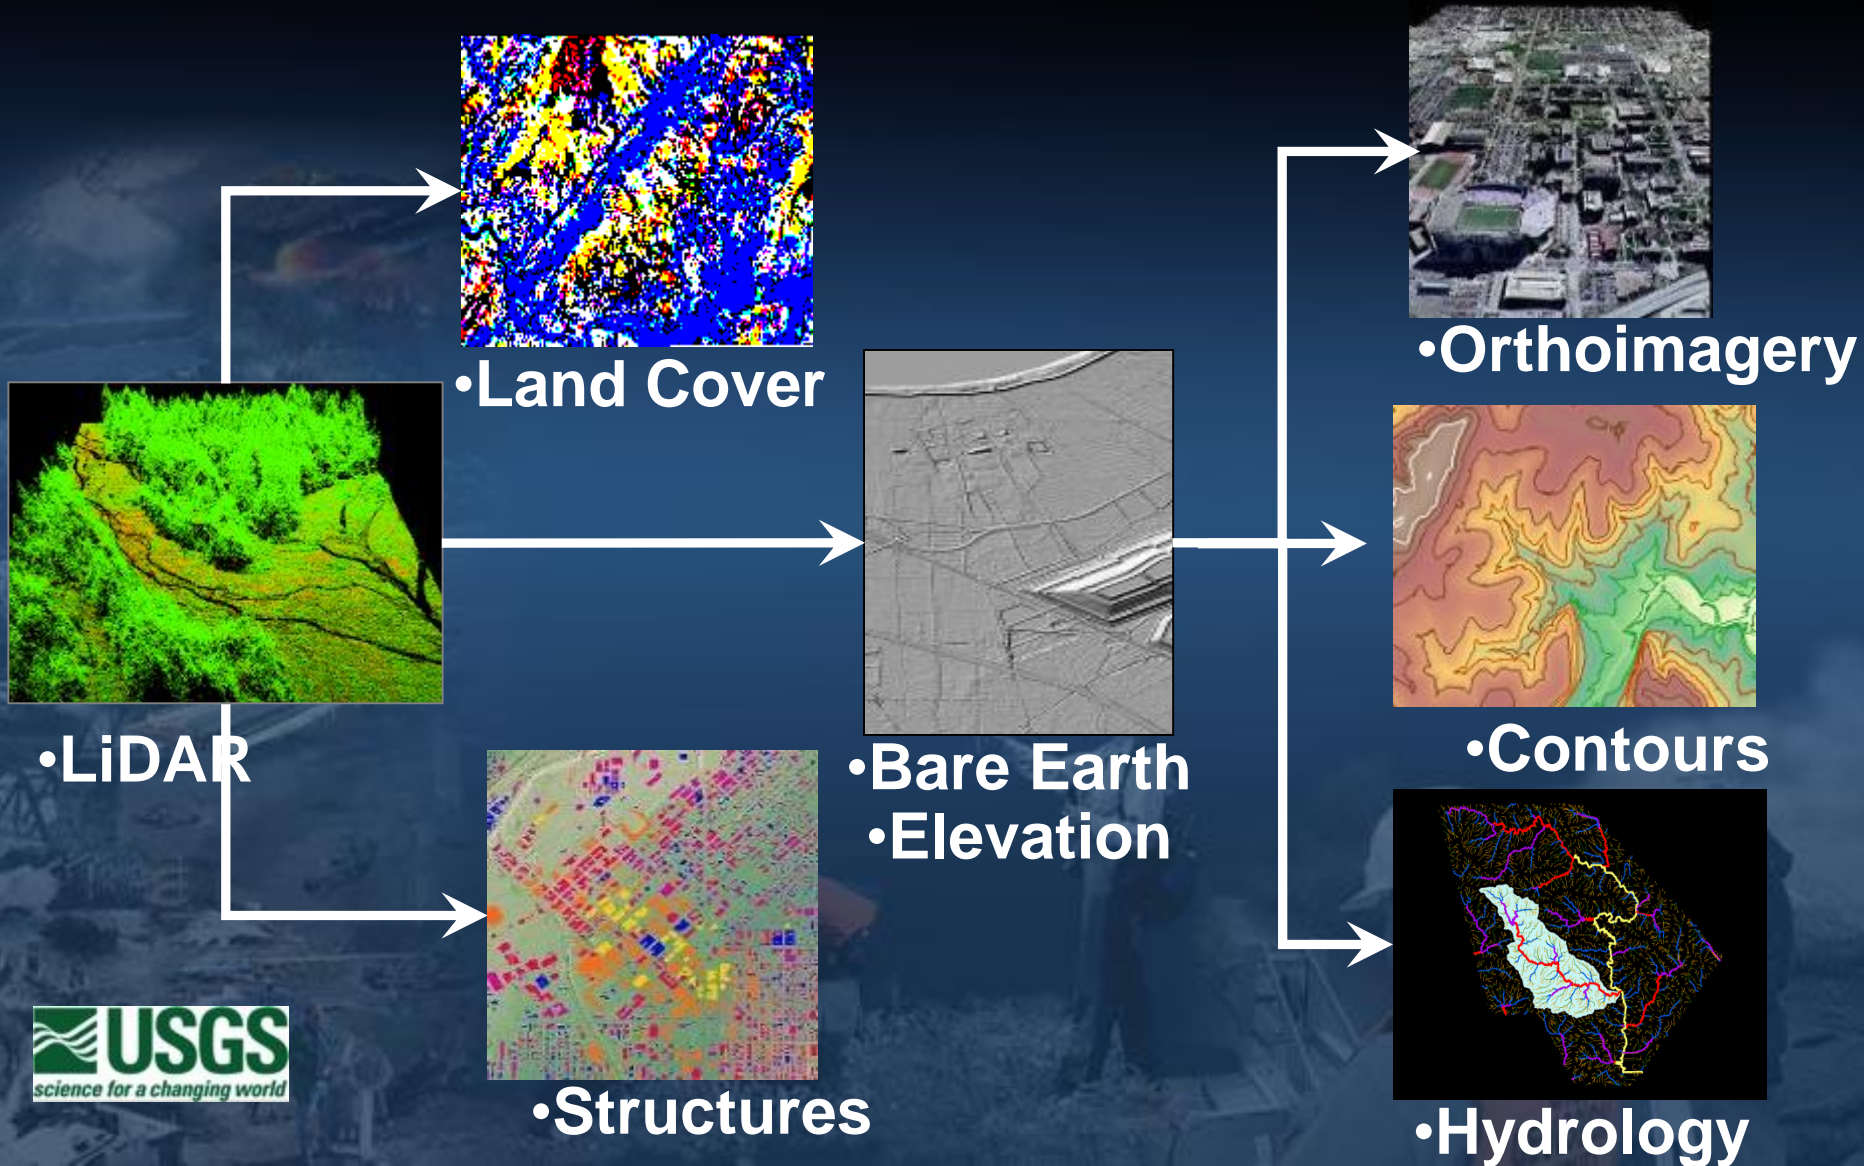 •Orthoimagery
•Land Cover
•LiDAR
•Bare Earth
•Elevation
•Contours
•Structures
•Hydrology
USGS
science for a changing world